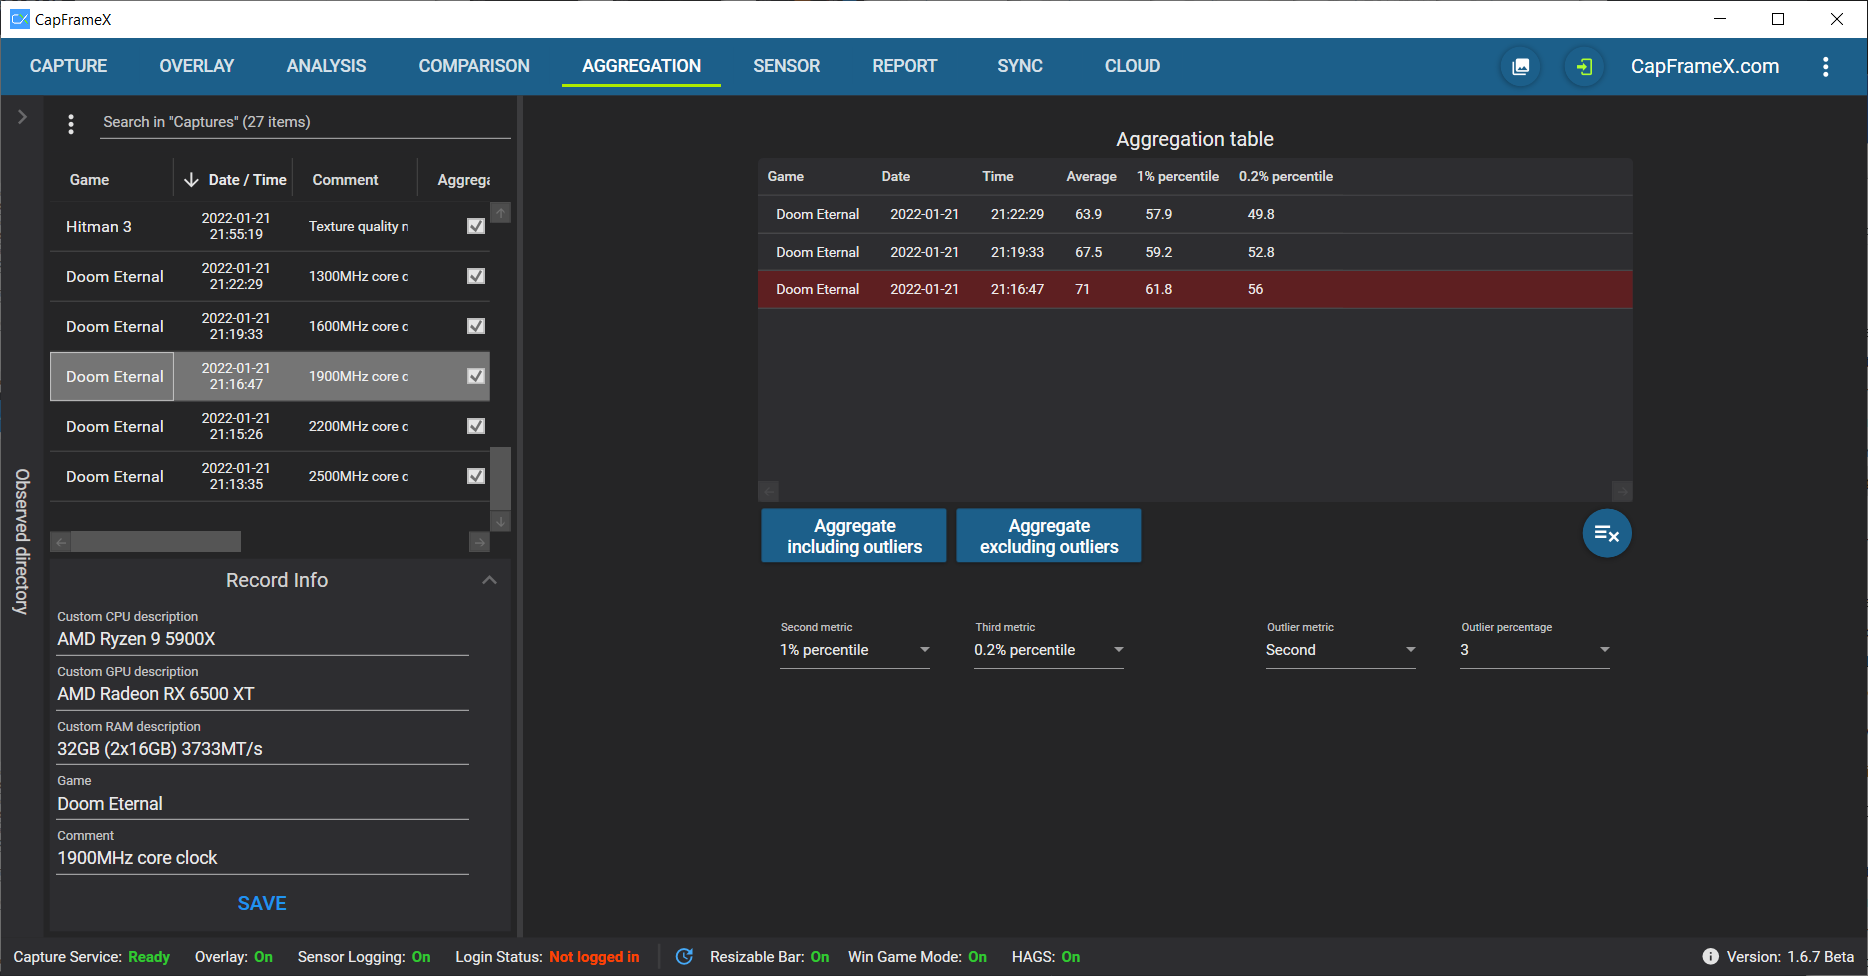 CapFrameX
CAPTURE OVERLAY ANALYSIS COMPARISON AGGREGATION SENSOR REPORT SYNC CLOUD CapFrameX.com
Observed directory
Search in "Captures" (27 items)
Game Date / Time Comment Aggrega
Hitman 3 2022-01-21 21:55:19 Texture quality n
Doom Eternal 2022-01-21 21:22:29 1300MHz core c
Doom Eternal 2022-01-21 21:19:33 1600MHz core c
Doom Eternal 2022-01-21 21:16:47 1900MHz core c
Doom Eternal 2022-01-21 21:15:26 2200MHz core c
Doom Eternal 2022-01-21 21:13:35 2500MHz core c
Record Info
Custom CPU description
AMD Ryzen 9 5900X
Custom GPU description
AMD Radeon RX 6500 XT
Custom RAM description
32GB (2x16GB) 3733MT/s
Game
Doom Eternal
Comment
1900MHz core clock
SAVE
Aggregation table
Game Date Time Average 1% percentile 0.2% percentile
Doom Eternal 2022-01-21 21:22:29 63.9 57.9 49.8
Doom Eternal 2022-01-21 21:19:33 67.5 59.2 52.8
Doom Eternal 2022-01-21 21:16:47 71 61.8 56
Aggregate
including outliers
Aggregate
excluding outliers
Second metric
1% percentile
Third metric
0.2% percentile
Outlier metric
Second
Outlier percentage
3
Capture Service: Ready Overlay: On Sensor Logging: On Login Status: Not logged in Resizable Bar: On Win Game Mode: On HAGS: On Version: 1.6.7 Beta